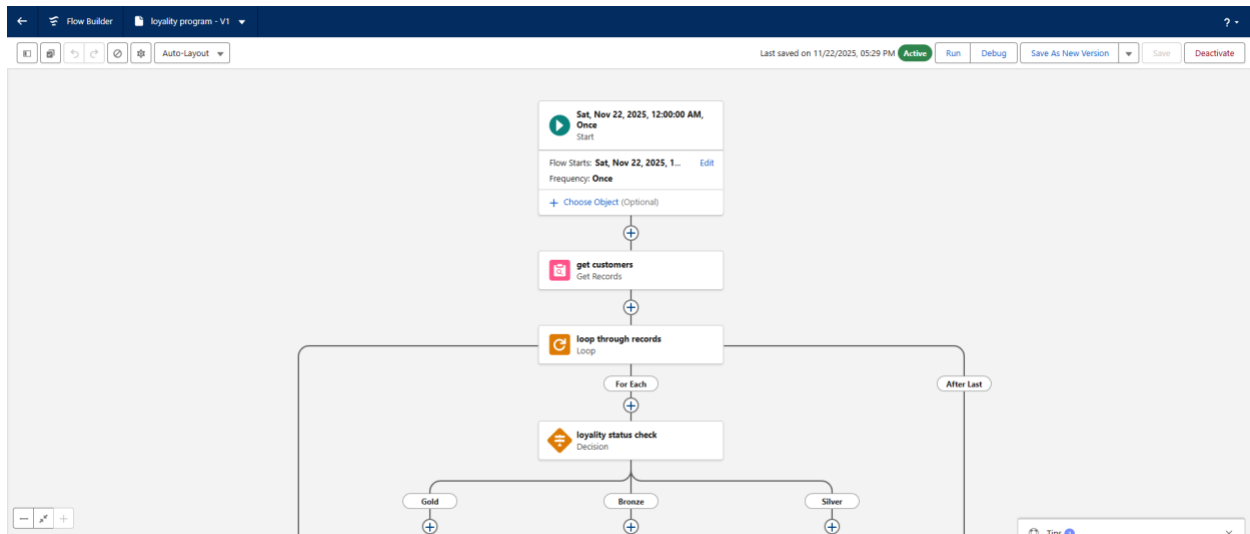 Flow Builder
loyality program - V1
?
Auto-Layout
Last saved on 11/22/2025, 05:29 PM
Active
Run
Debug
Save As New Version
Save
Deactivate
Sat, Nov 22, 2025, 12:00:00 AM,
Once
Start
Flow Starts: Sat, Nov 22, 2025, 1...
Edit
Frequency: Once
+ Choose Object (Optional)
get customers
Get Records
loop through records
Loop
For Each
After Last
loyality status check
Decision
Gold
Bronze
Silver
Tips